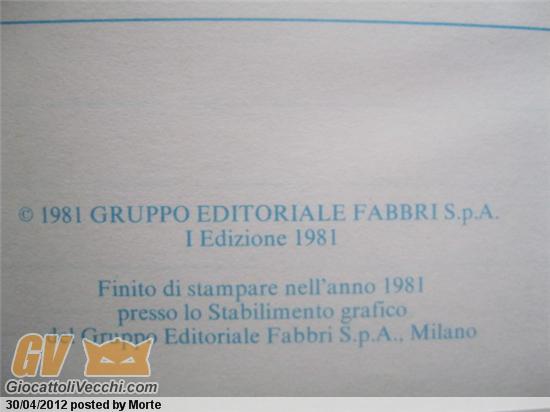 © 1981 GRUPPO EDITORIALE FABBRI S.p.A.
I Edizione 1981
Finito di stampare nell'anno 1981
presso lo Stabilimento grafico
del Gruppo Editoriale Fabbri S.p.A., Milano
GV
GiocattoliVecchi.com
30/04/2012 posted by Morte